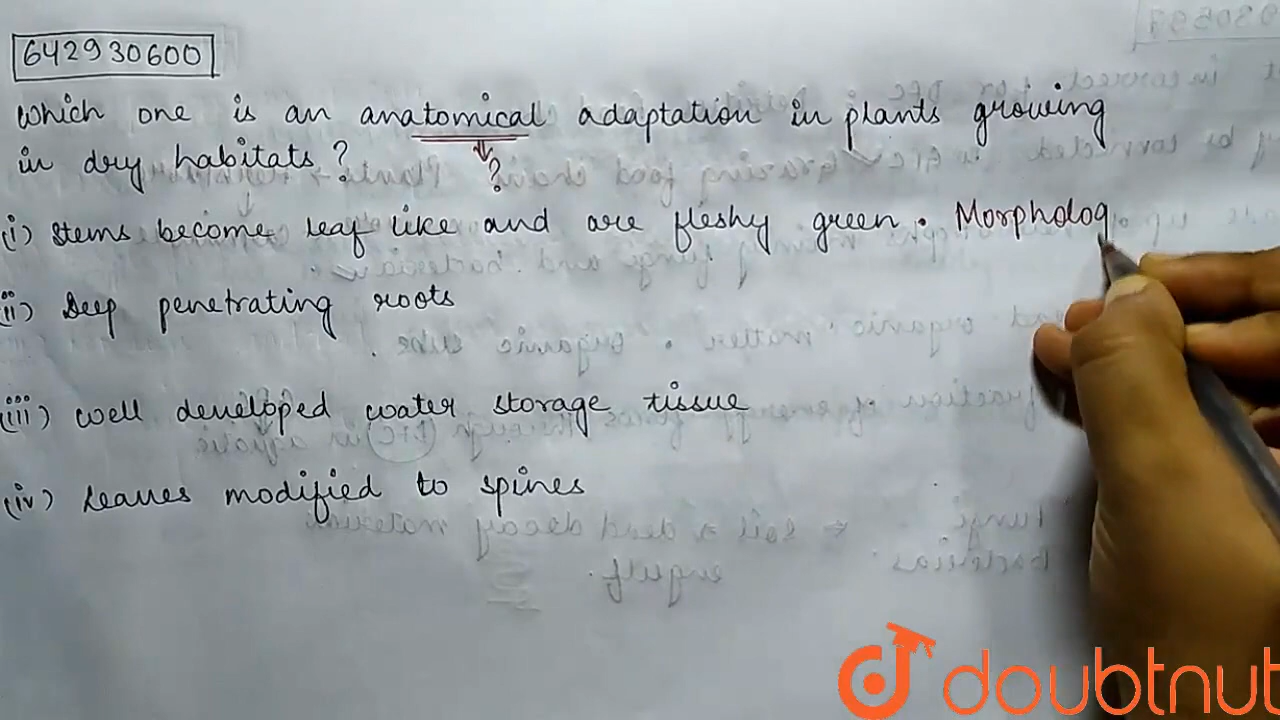 642930600
which one is an anatomical adaptation in plants growing
in dry habitats?
?
(i) Stems become leaf like and are fleshy green. Morpholog
(ii) Deep penetrating roots
(iii) well developed water storage tissue
(iv) Leaves modified to spines
doubtnut